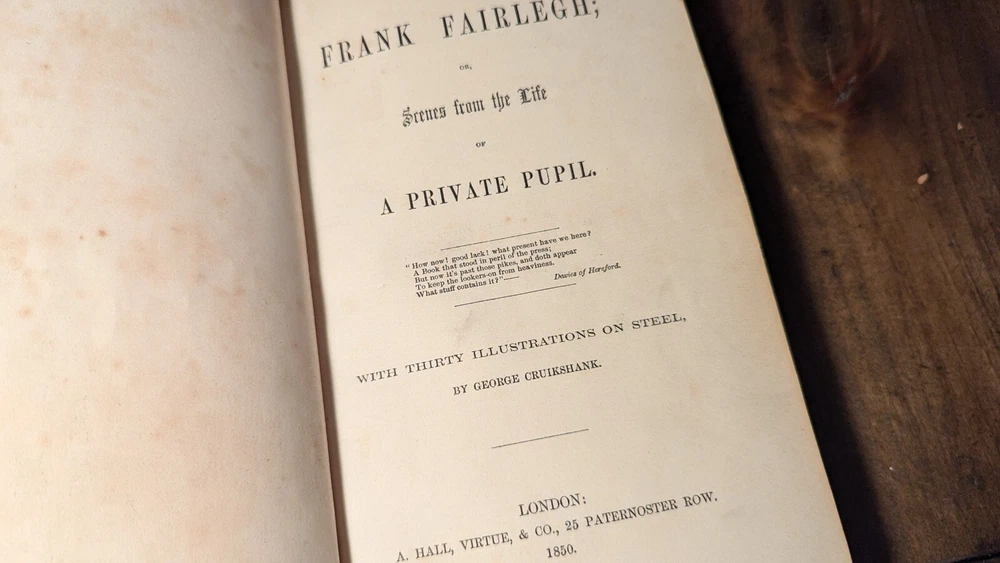 FRANK FAIRLEGH;
OR,
Scenes from the Life
OF
A PRIVATE PUPIL.
"How now! good lack! what present have we here?
A Book that stood in peril of the press;
But now it's past those pikes, and doth appear
To keep the lookers-on from heaviness.
What stuff contains it?"—— Davies of Hereford.
WITH THIRTY ILLUSTRATIONS ON STEEL,
BY GEORGE CRUIKSHANK.
LONDON:
A. HALL, VIRTUE, & CO., 25 PATERNOSTER ROW.
1850.